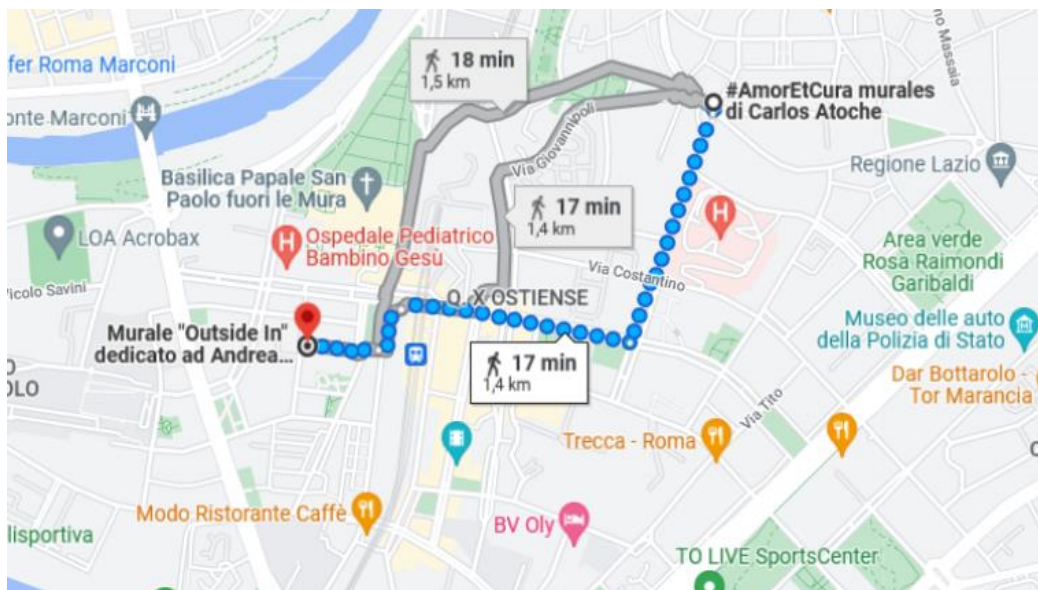 18 min
1,5 km
#AmorEtCura murales
di Carlos Atoche
fer Roma Marconi
onte Marconi
Via Giovannipoli
no Massaia
Regione Lazio
Basilica Papale San
Paolo fuori le Mura
17 min
1,4 km
LOA Acrobax
Ospedale Pediatrico
Bambino Gesù
Area verde
Rosa Raimondi
Garibaldi
Via Costantino
Vicolo Savini
Q. X OSTIENSE
Murale "Outside In"
dedicato ad Andrea...
Museo delle auto
della Polizia di Stato
17 min
1,4 km
O
OLO
Dar Bottarolo -
Tor Marancia
Via Tito
Trecca - Roma
Modo Ristorante Caffè
BV Oly
lisportiva
TO LIVE SportsCenter